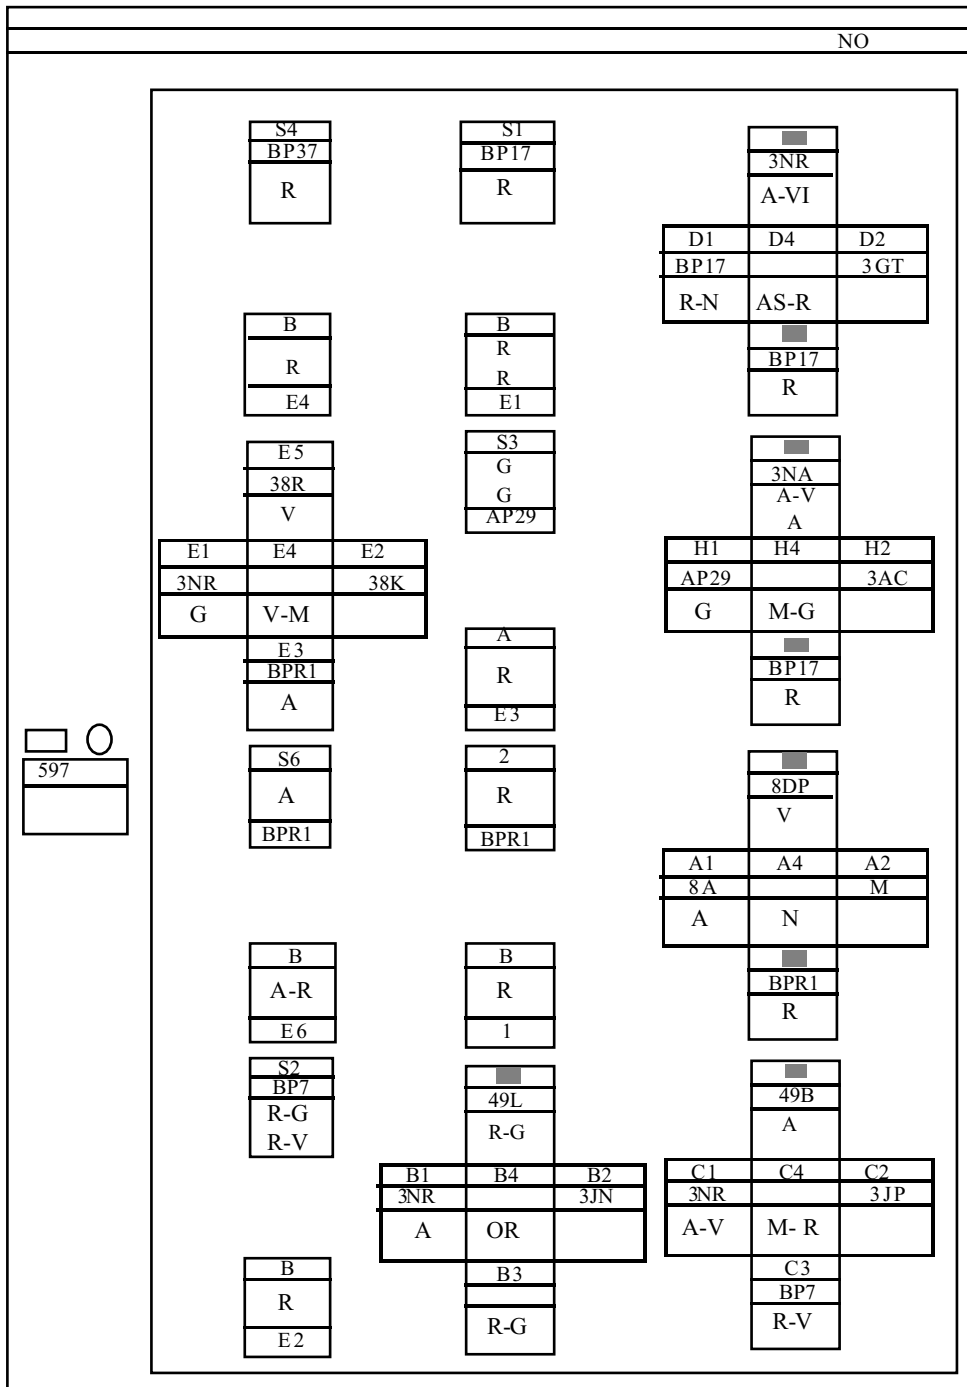 NO
S4
BP37
R
S1
BP17
R
3NR
A-VI
D1 D4 D2
BP17 3GT
R-N AS-R
BP17
R
B
R
E4
B
R
R
E1
S3
G
G
AP29
E5
38R
V
E1 E4 E2
3NR 38K
G V-M
E3
BPR1
A
3NA
A-V
A
H1 H4 H2
AP29 3AC
G M-G
BP17
R
A
R
E3
597
S6
A
BPR1
2
R
BPR1
8DP
V
A1 A4 A2
8A M
A N
BPR1
R
B
A-R
E6
B
R
1
S2
BP7
R-G
R-V
49L
R-G
B1 B4 B2
3NR 3JN
A OR
B3
R-G
49B
A
C1 C4 C2
3NR 3JP
A-V M- R
C3
BP7
R-V
B
R
E2